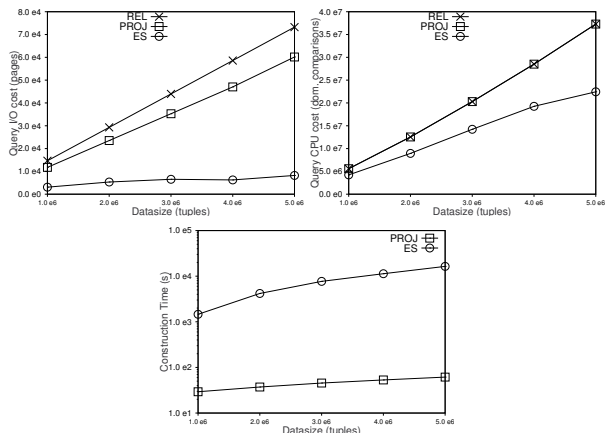 Query I/O cost (pages)
8.0 e4
7.0 e4
6.0 e4
5.0 e4
4.0 e4
3.0 e4
2.0 e4
1.0 e4
0.0 e0
REL
PROJ
ES
1.0 e6 2.0 e6 3.0 e6 4.0 e6 5.0 e6
Datasize (tuples)
Query CPU cost (dom. comparisons)
4.0 e7
3.5 e7
3.0 e7
2.5 e7
2.0 e7
1.5 e7
1.0 e7
5.0 e6
0.0 e0
REL
PROJ
ES
1.0 e6 2.0 e6 3.0 e6 4.0 e6 5.0 e6
Datasize (tuples)
Construction Time (s)
1.0 e5
1.0 e4
1.0 e3
1.0 e2
1.0 e1
PROJ
ES
1.0 e6 2.0 e6 3.0 e6 4.0 e6 5.0 e6
Datasize (tuples)